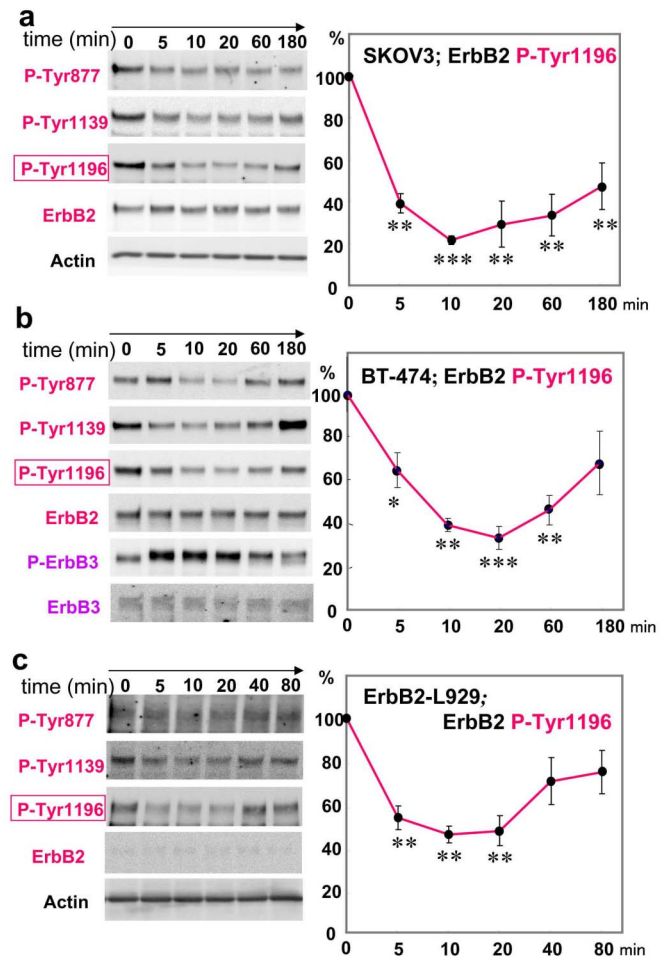 a
time (min) 0 5 10 20 60 180
P-Tyr877
P-Tyr1139
P-Tyr1196
ErbB2
Actin
%
SKOV3; ErbB2 P-Tyr1196
100
80
60
40
20
0
** *** ** ** **
0 5 10 20 60 180 min
b
time (min) 0 5 10 20 60 180
P-Tyr877
P-Tyr1139
P-Tyr1196
ErbB2
P-ErbB3
ErbB3
%
BT-474; ErbB2 P-Tyr1196
100
80
60
40
20
0
* ** *** **
0 5 10 20 60 180 min
c
time (min) 0 5 10 20 40 80
P-Tyr877
P-Tyr1139
P-Tyr1196
ErbB2
Actin
%
ErbB2-L929;
ErbB2 P-Tyr1196
100
80
60
40
20
0
** ** **
0 5 10 20 40 80 min